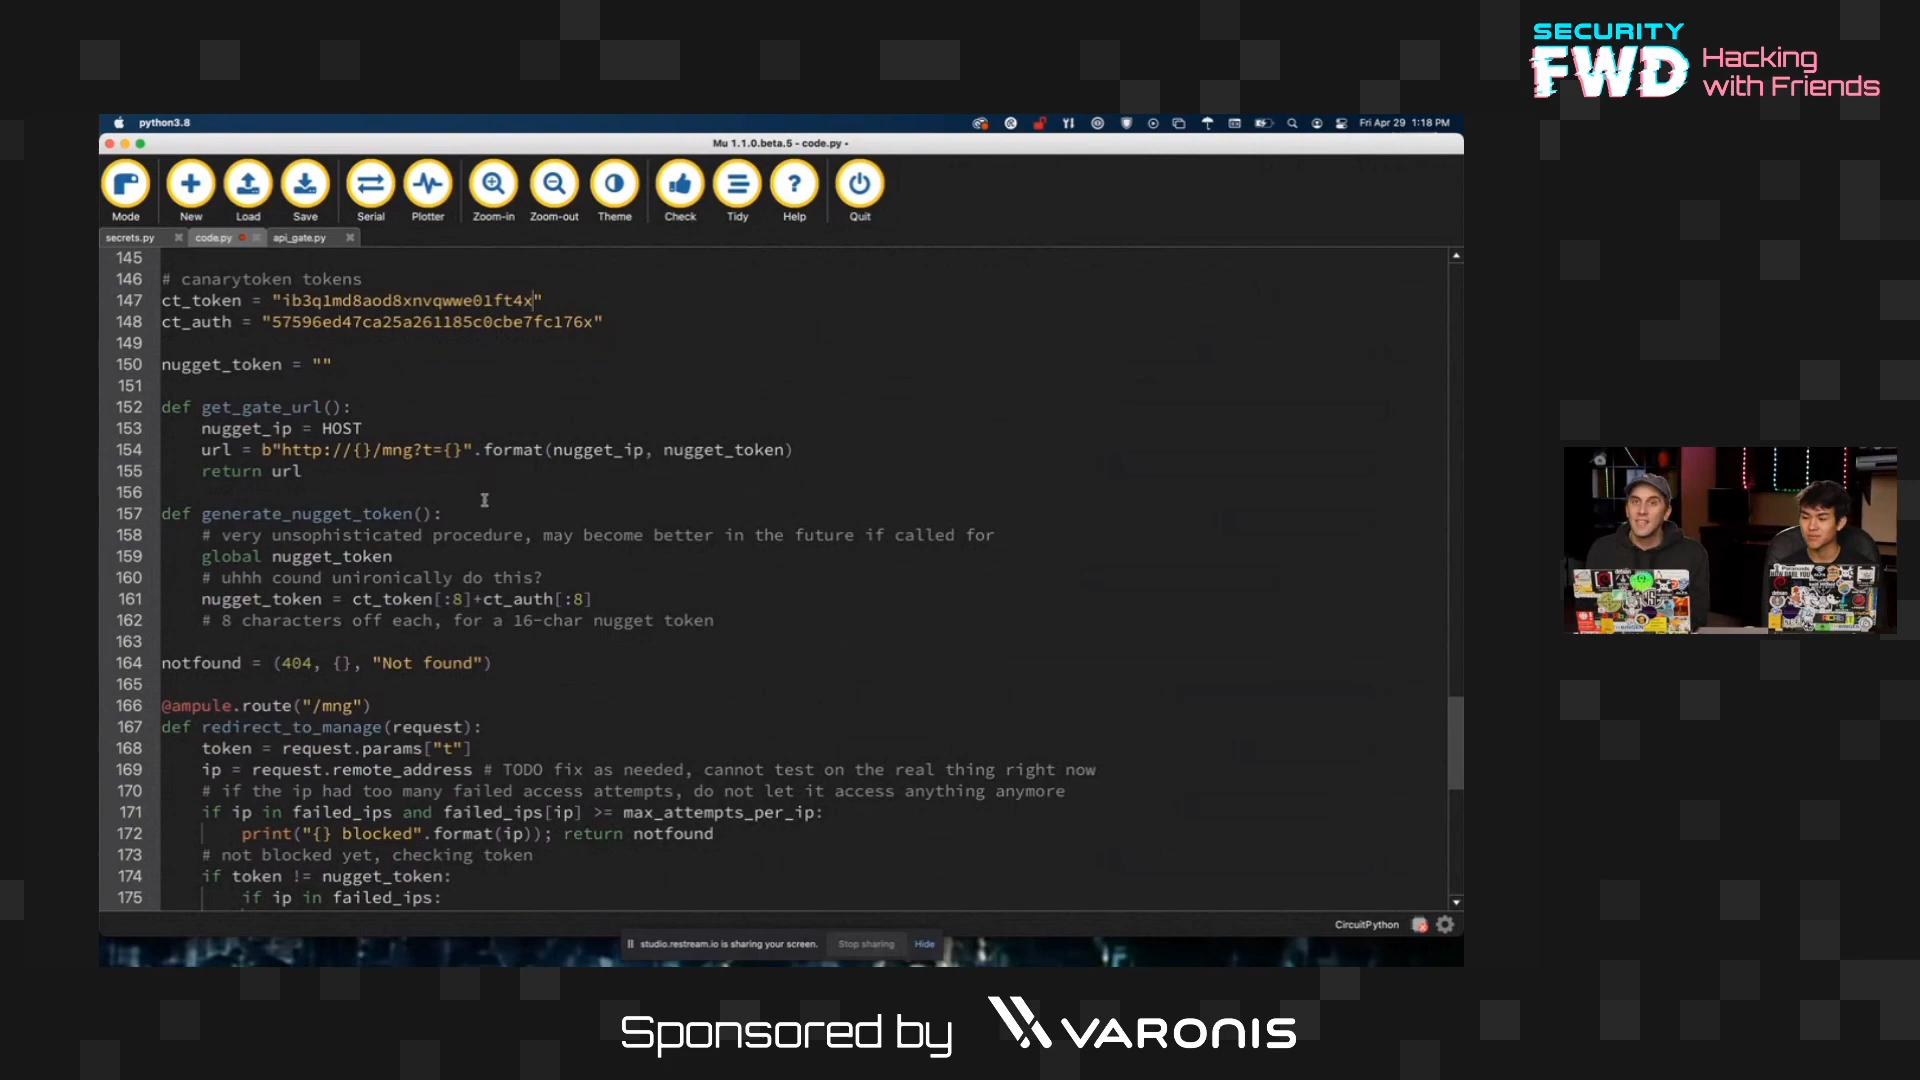 SECURITY
FWD
Hacking
with Friends
python3.8
Fri Apr 29 1:18 PM
Mu 1.1.0.beta.5 - code.py -
Mode
New
Load
Save
Serial
Plotter
Zoom-in
Zoom-out
Theme
Check
Tidy
Help
Quit
secrets.py
code.py
api_gate.py
145
146 # canarytoken tokens
147 ct_token = "ib3q1md8aod8xnvqwwe01ft4x"
148 ct_auth = "57596ed47ca25a261185c0cbe7fc176x"
149
150 nugget_token = ""
151
152 def get_gate_url():
153 nugget_ip = HOST
154 url = b"http://{}/mng?t={}".format(nugget_ip, nugget_token)
155 return url
156
157 def generate_nugget_token():
158 # very unsophisticated procedure, may become better in the future if called for
159 global nugget_token
160 # uhhh cound unironically do this?
161 nugget_token = ct_token[:8]+ct_auth[:8]
162 # 8 characters off each, for a 16-char nugget token
163
164 notfound = (404, {}, "Not found")
165
166 @ampule.route("/mng")
167 def redirect_to_manage(request):
168 token = request.params["t"]
169 ip = request.remote_address # TODO fix as needed, cannot test on the real thing right now
170 # if the ip had too many failed access attempts, do not let it access anything anymore
171 if ip in failed_ips and failed_ips[ip] >= max_attempts_per_ip:
172 print("{} blocked".format(ip)); return notfound
173 # not blocked yet, checking token
174 if token != nugget_token:
175 if ip in failed_ips:
CircuitPython
studio.restream.io is sharing your screen.
Stop sharing
Hide
Sponsored by
VARONIS